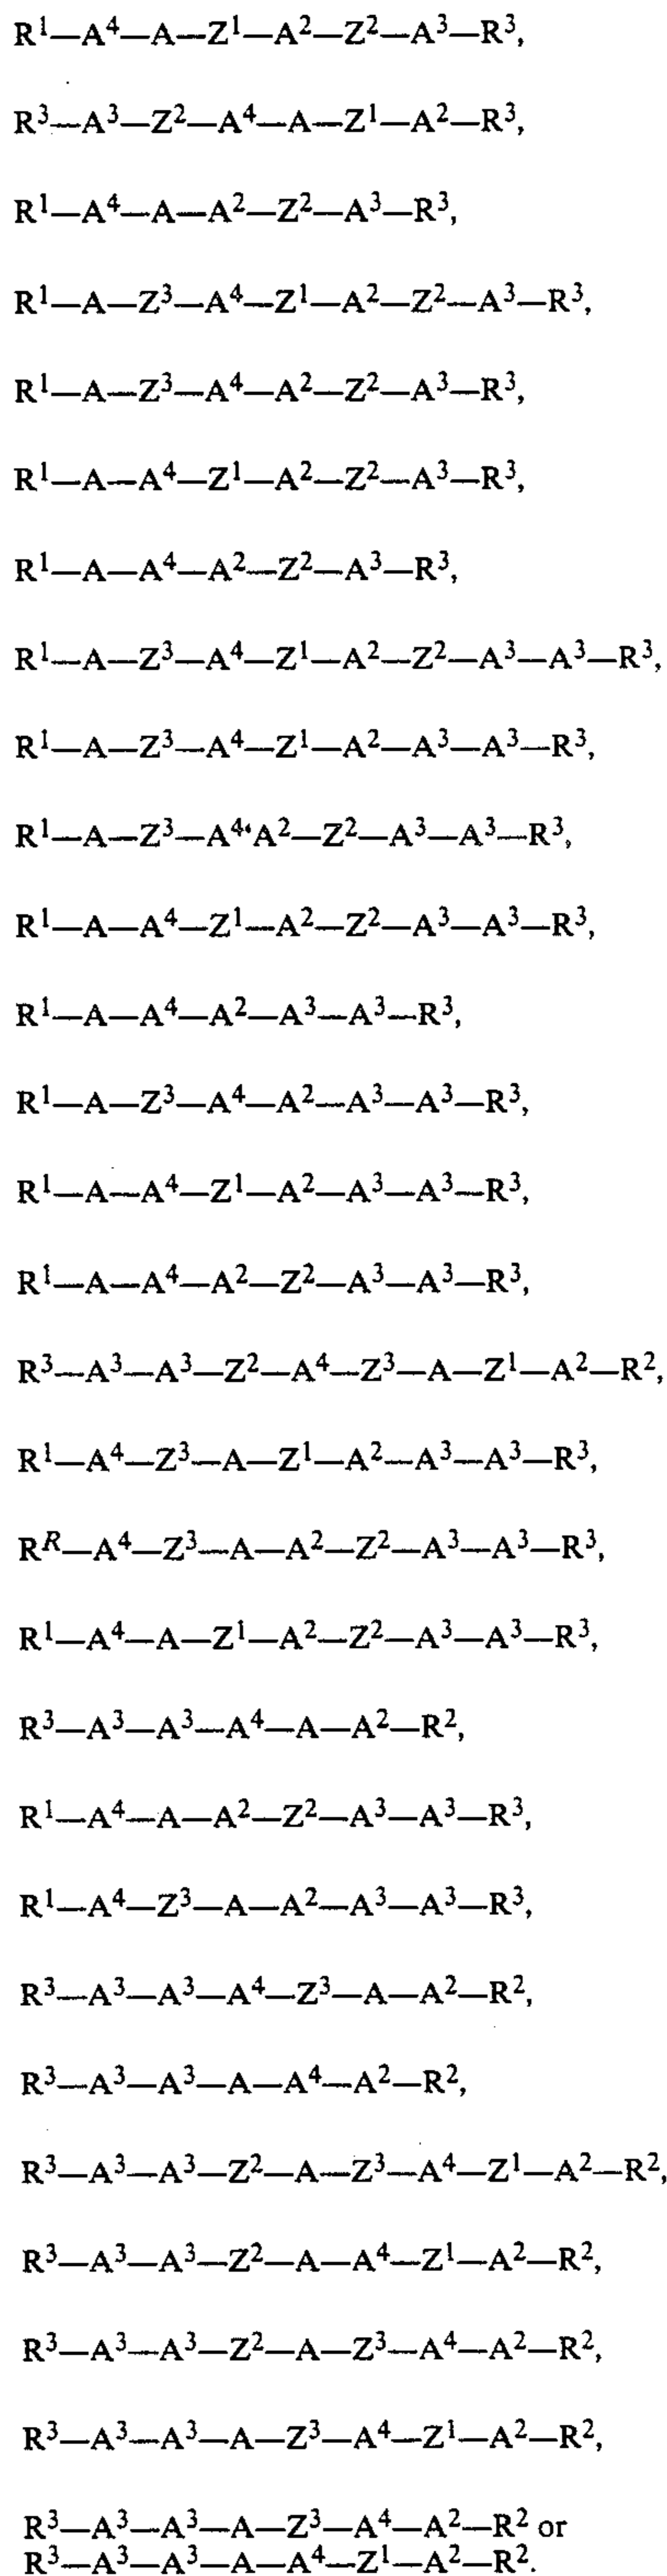 R¹—A⁴—A—Z¹—A²—Z²—A³—R³,
R³—A³—Z²—A⁴—A—Z¹—A²—R³,
R¹—A⁴—A—A²—Z²—A³—R³,
R¹—A—Z³—A⁴—Z¹—A²—Z²—A³—R³,
R¹—A—Z³—A⁴—A²—Z²—A³—R³,
R¹—A—A⁴—Z¹—A²—Z²—A³—R³,
R¹—A—A⁴—A²—Z²—A³—R³,
R¹—A—Z³—A⁴—Z¹—A²—Z²—A³—A³—R³,
R¹—A—Z³—A⁴—Z¹—A²—A³—A³—R³,
R¹—A—Z³—A⁴‘A²—Z²—A³—A³—R³,
R¹—A—A⁴—Z¹—A²—Z²—A³—A³—R³,
R¹—A—A⁴—A²—A³—A³—R³,
R¹—A—Z³—A⁴—A²—A³—A³—R³,
R¹—A—A⁴—Z¹—A²—A³—A³—R³,
R¹—A—A⁴—A²—Z²—A³—A³—R³,
R³—A³—A³—Z²—A⁴—Z³—A—Z¹—A²—R²,
R¹—A⁴—Z³—A—Z¹—A²—A³—A³—R³,
Rᴿ—A⁴—Z³—A—A²—Z²—A³—A³—R³,
R¹—A⁴—A—Z¹—A²—Z²—A³—A³—R³,
R³—A³—A³—A⁴—A—A²—R²,
R¹—A⁴—A—A²—Z²—A³—A³—R³,
R¹—A⁴—Z³—A—A²—A³—A³—R³,
R³—A³—A³—A⁴—Z³—A—A²—R²,
R³—A³—A³—A—A⁴—A²—R²,
R³—A³—A³—Z²—A—Z³—A⁴—Z¹—A²—R²,
R³—A³—A³—Z²—A—A⁴—Z¹—A²—R²,
R³—A³—A³—Z²—A—Z³—A⁴—A²—R²,
R³—A³—A³—A—Z³—A⁴—Z¹—A²—R²,
R³—A³—A³—A—Z³—A⁴—A²—R² or
R³—A³—A³—A—A⁴—Z¹—A²—R².